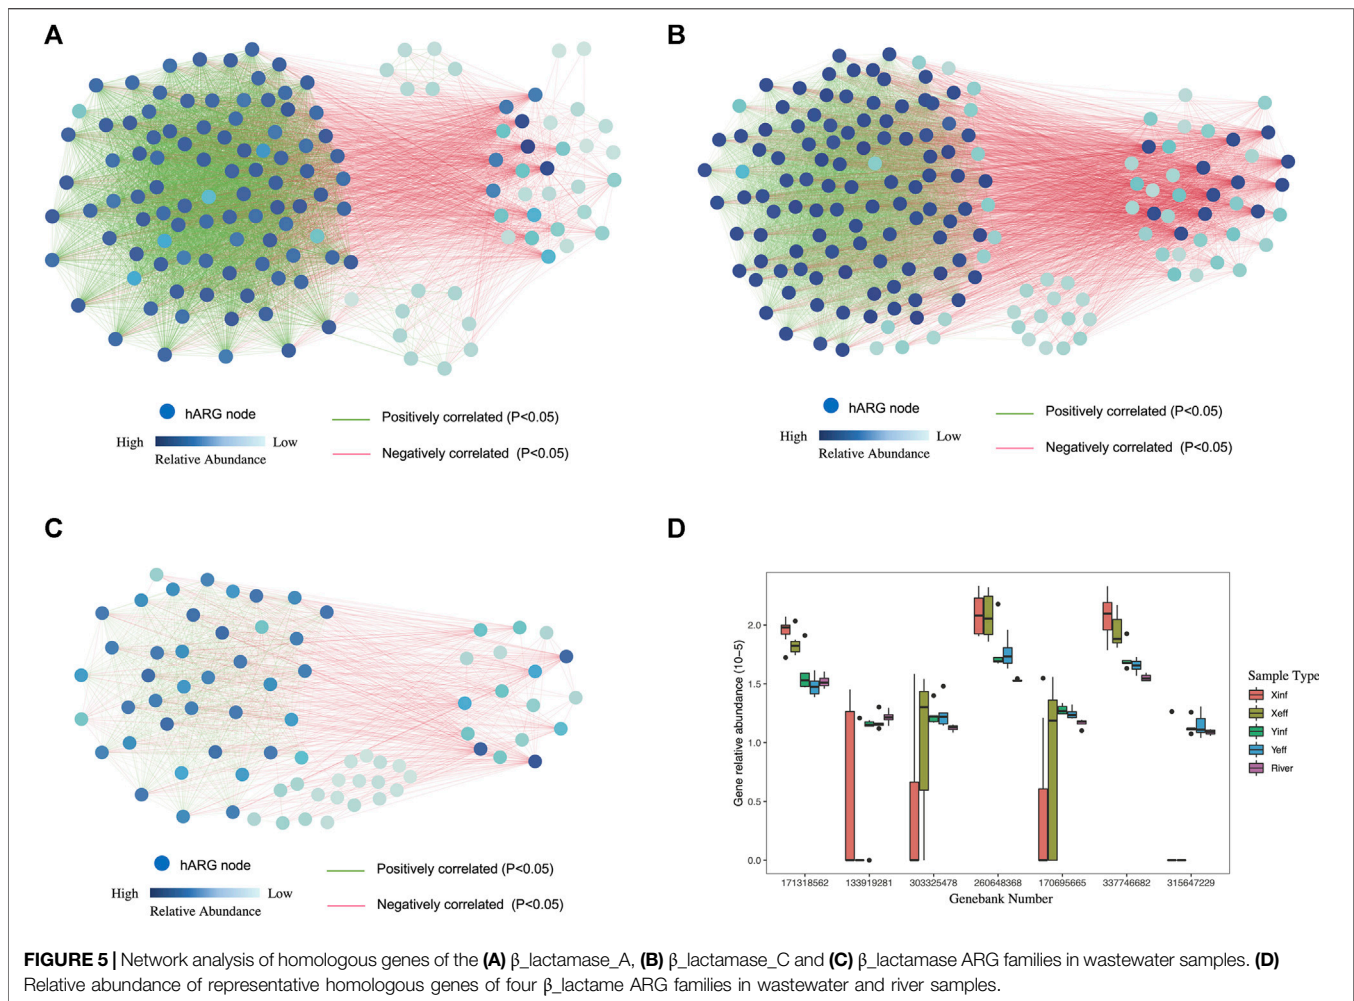 A
B
hARG node
High
Low
Relative Abundance
Positively correlated (P<0.05)
Negatively correlated (P<0.05)
hARG node
High
Low
Relative Abundance
Positively correlated (P<0.05)
Negatively correlated (P<0.05)
C
hARG node
High
Low
Relative Abundance
Positively correlated (P<0.05)
Negatively correlated (P<0.05)
D
Gene relative abundance (10−5)
2.0
1.5
1.0
0.5
0.0
171318562
133919281
303325478
260648368
170695665
337746682
315647229
Genebank Number
Sample Type
Xinf
Xeff
Yinf
Yeff
River
FIGURE 5 | Network analysis of homologous genes of the (A) β_lactamase_A, (B) β_lactamase_C and (C) β_lactamase ARG families in wastewater samples. (D)
Relative abundance of representative homologous genes of four β_lactame ARG families in wastewater and river samples.